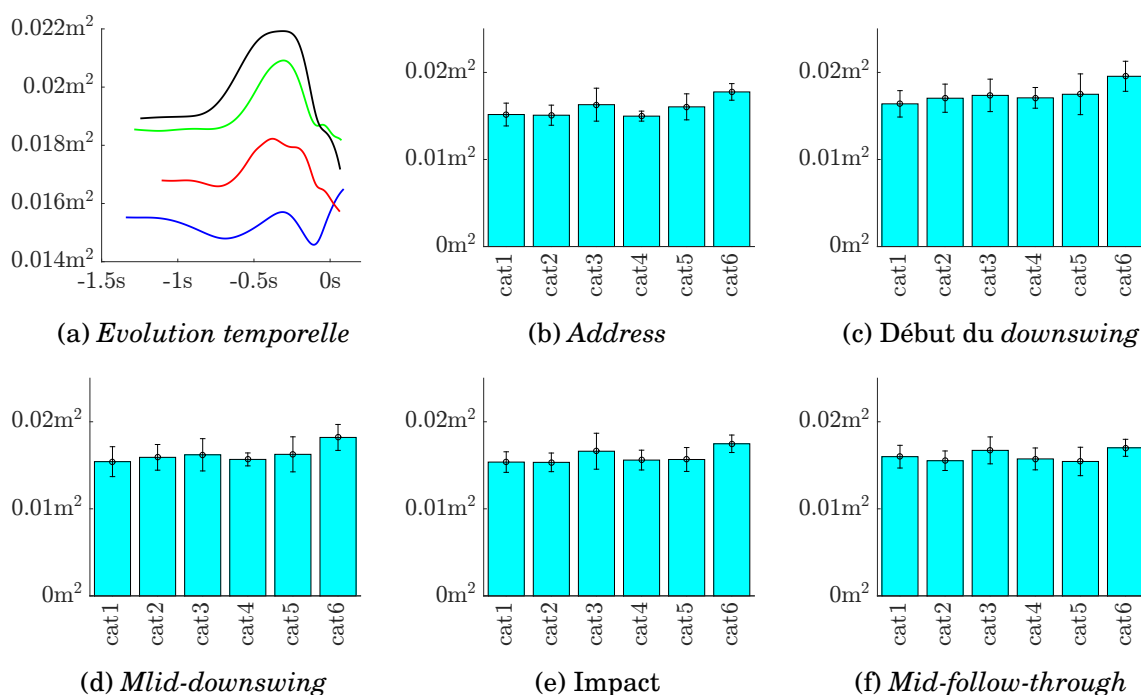 0.022m²
0.02m²
0.018m²
0.016m²
0.014m²
-1.5s -1s -0.5s 0s
(a) Evolution temporelle
0.02m²
0.01m²
0m²
cat1 cat2 cat3 cat4 cat5 cat6
(b) Address
0.02m²
0.01m²
0m²
cat1 cat2 cat3 cat4 cat5 cat6
(c) Début du downswing
0.02m²
0.01m²
0m²
cat1 cat2 cat3 cat4 cat5 cat6
(d) Mlid-downswing
0.02m²
0.01m²
0m²
cat1 cat2 cat3 cat4 cat5 cat6
(e) Impact
0.02m²
0.01m²
0m²
cat1 cat2 cat3 cat4 cat5 cat6
(f) Mid-follow-through